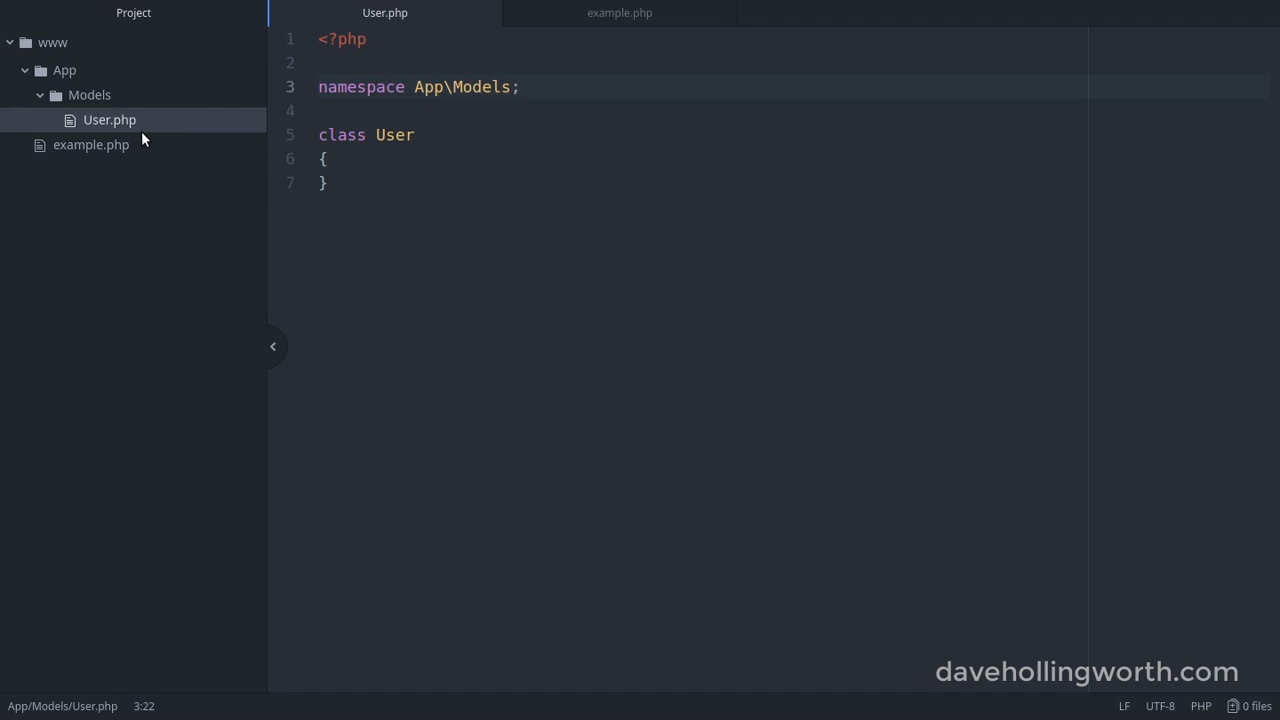 Project
User.php
example.php
www
App
Models
User.php
example.php
1 <?php
2
3 namespace App\Models;
4
5 class User
6 {
7 }
davehollingworth.com
App/Models/User.php 3:22
LF UTF-8 PHP 0 files